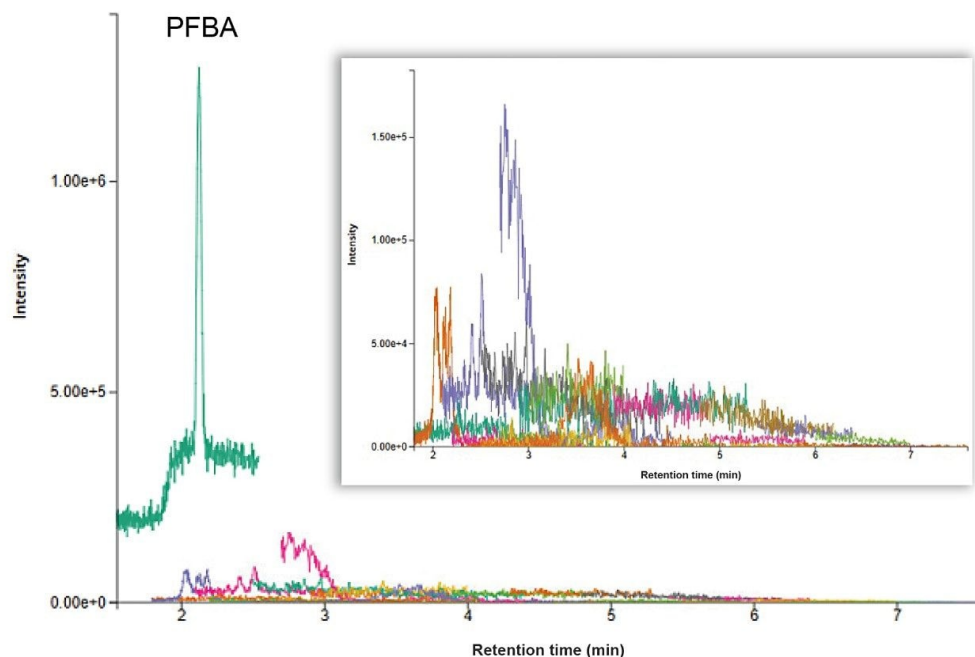 PFBA
1.00e+6
Intensity
5.00e+5
0.00e+0
2 3 4 5 6 7
Retention time (min)
1.50e+5
1.00e+5
Intensity
5.00e+4
0.00e+0
2 3 4 5 6 7
Retention time (min)